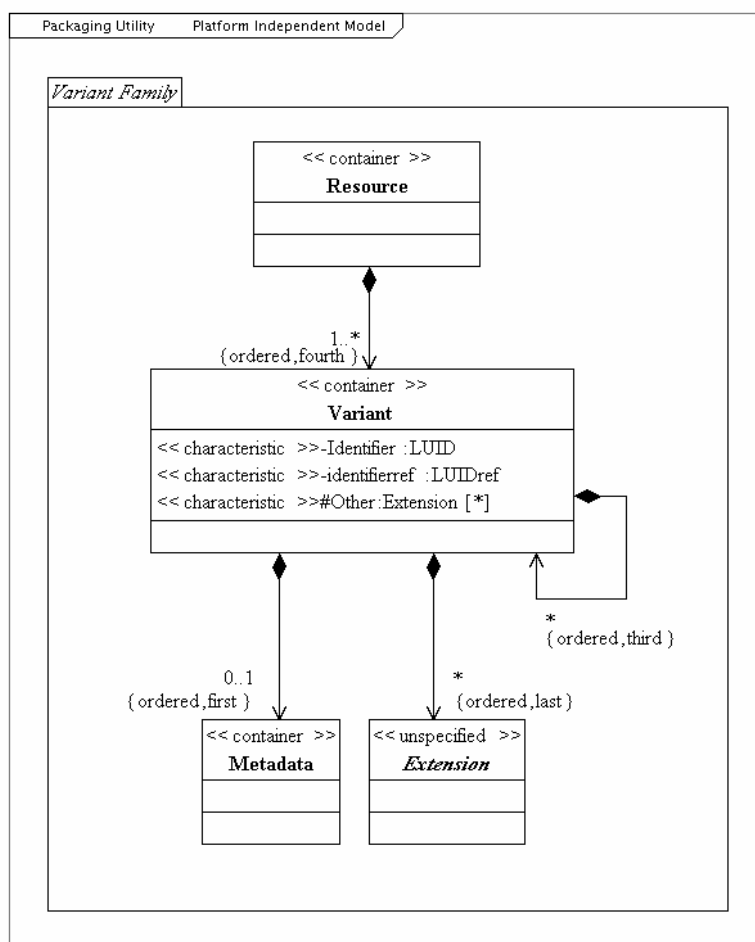 Packaging Utility Platform Independent Model
Variant Family
<< container >>
Resource
1..*
{ordered,fourth }
<< container >>
Variant
<< characteristic >>-Identifier :LUID
<< characteristic >>-identifierref :LUIDref
<< characteristic >>#Other:Extension [*]
*
{ordered,third }
0..1
{ordered,first }
*
{ordered,last}
<< container >>
Metadata
<< unspecified >>
Extension